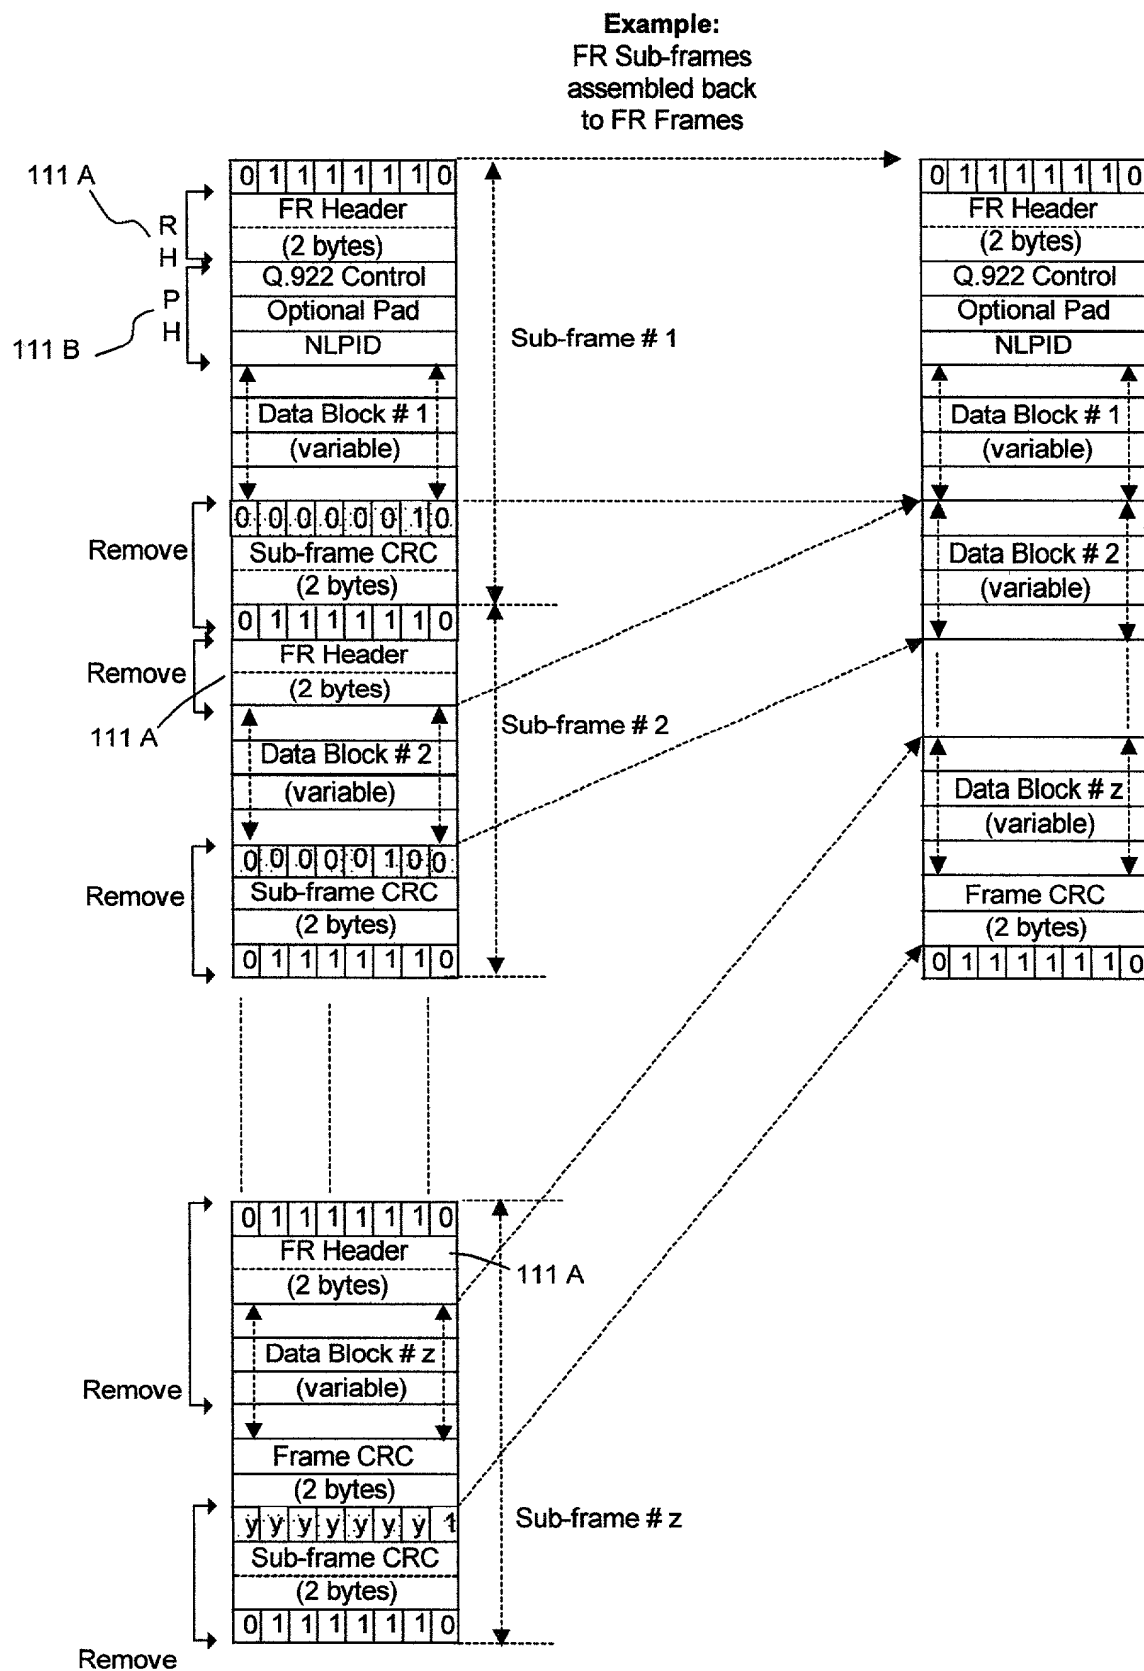 Example:
FR Sub-frames
assembled back
to FR Frames
111 A
R
H
111 B
P
H
0 1 1 1 1 1 1 0
FR Header
(2 bytes)
Q.922 Control
Optional Pad
NLPID
Data Block # 1
(variable)
Sub-frame # 1
Remove
0 0 0 0 0 0 1 0
Sub-frame CRC
(2 bytes)
0 1 1 1 1 1 1 0
Remove
FR Header
(2 bytes)
111 A
Sub-frame # 2
Data Block # 2
(variable)
Remove
0 0 0 0 0 1 0 0
Sub-frame CRC
(2 bytes)
0 1 1 1 1 1 1 0
0 1 1 1 1 1 1 0
FR Header
111 A
(2 bytes)
Data Block # z
Remove
(variable)
Frame CRC
(2 bytes)
y y y y y y y 1
Sub-frame # z
Sub-frame CRC
(2 bytes)
0 1 1 1 1 1 1 0
Remove
0 1 1 1 1 1 1 0
FR Header
(2 bytes)
Q.922 Control
Optional Pad
NLPID
Data Block # 1
(variable)
Data Block # 2
(variable)
Data Block # z
(variable)
Frame CRC
(2 bytes)
0 1 1 1 1 1 1 0